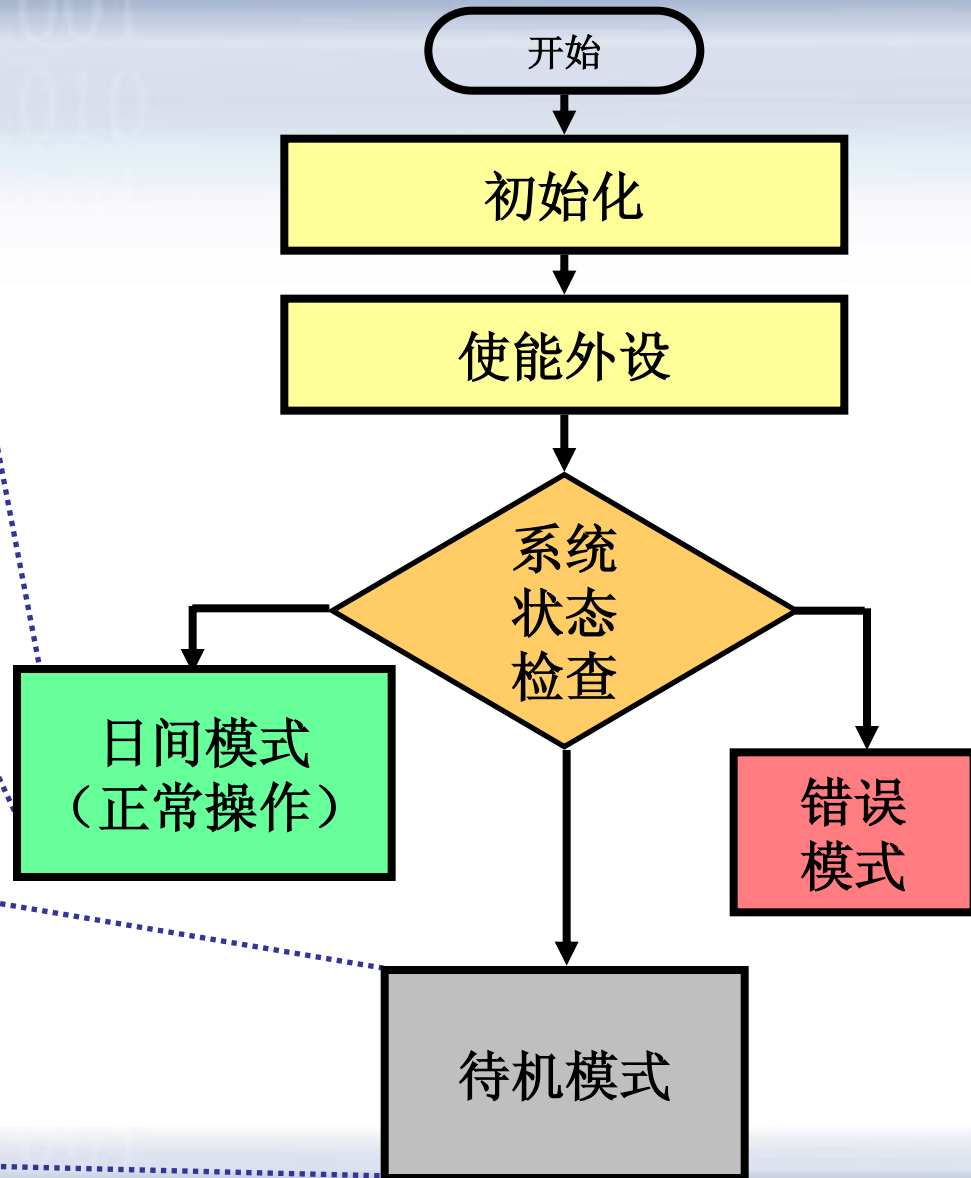 开始
初始化
使能外设
系统
状态
检查
日间模式
（正常操作）
错误
模式
待机模式